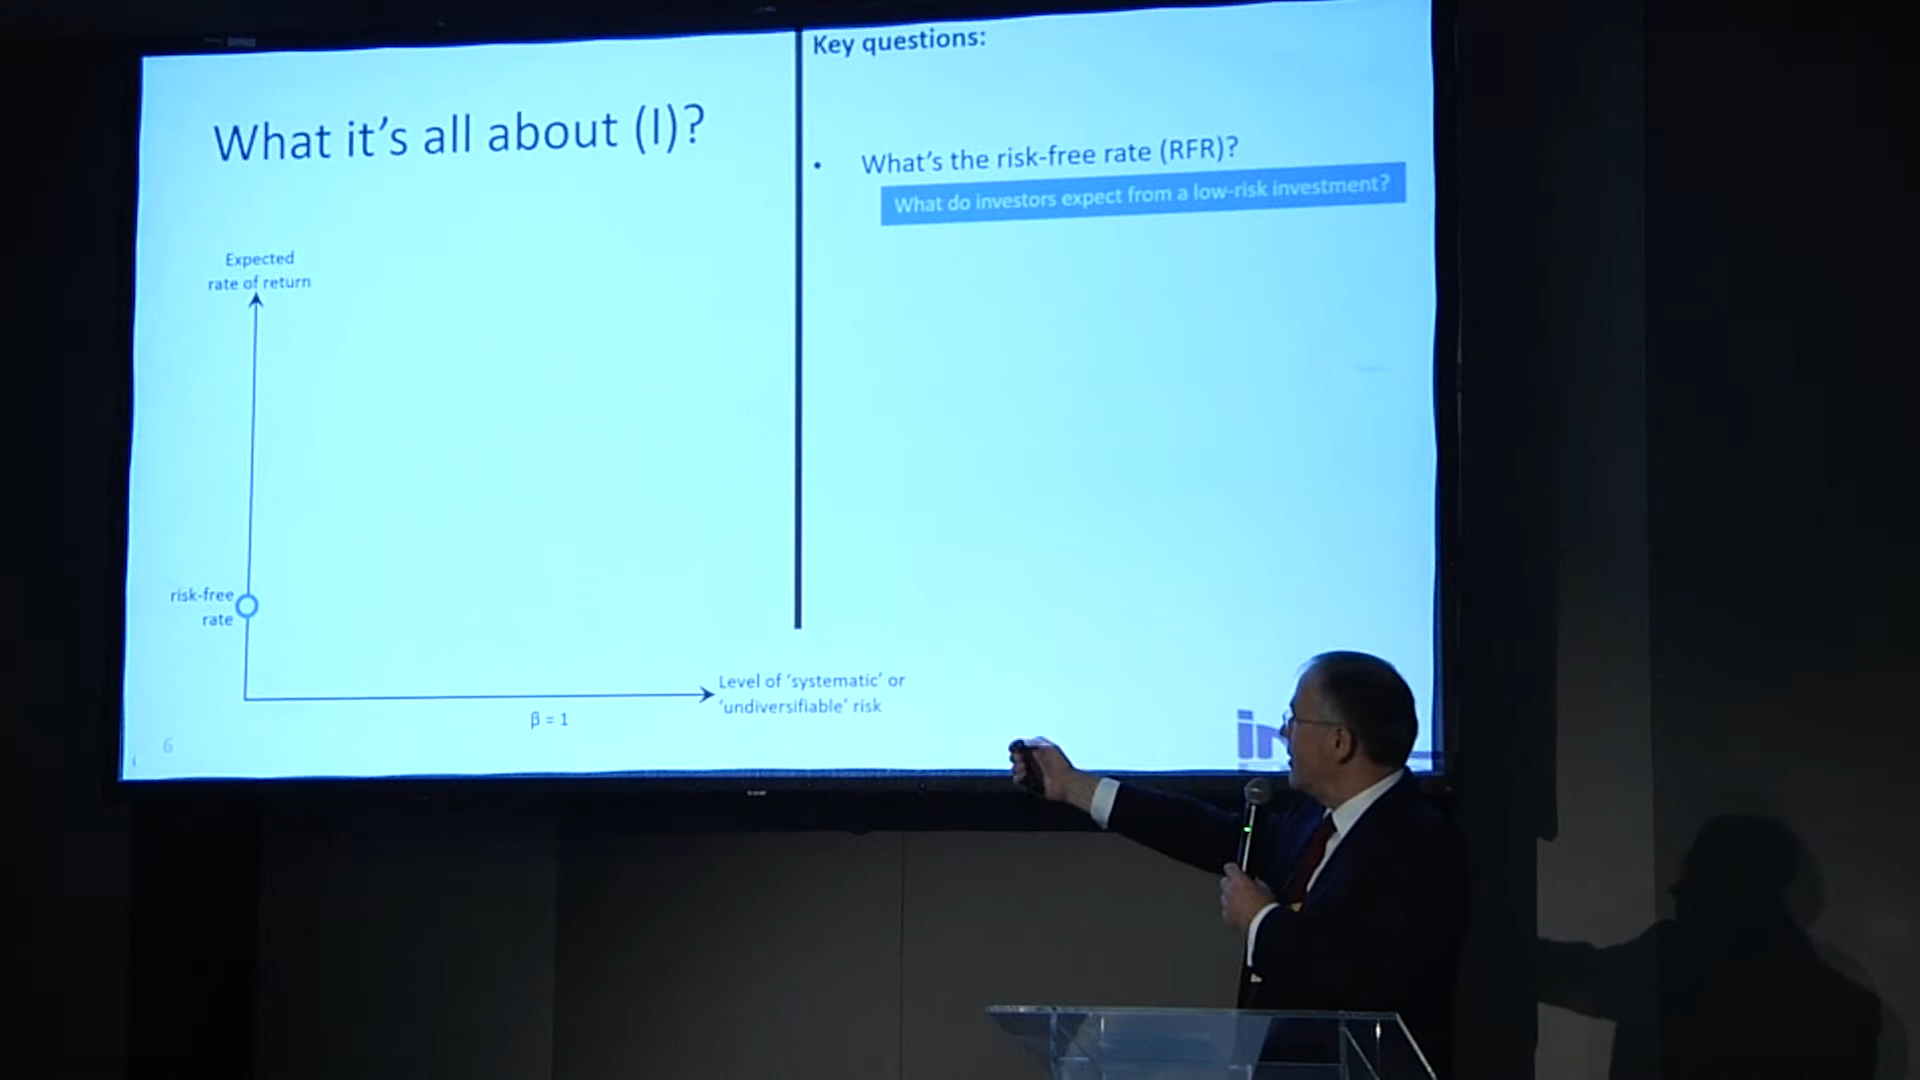 What it's all about (I)?
Expected
rate of return
risk-free
rate
β = 1
Level of 'systematic' or
'undiversifiable' risk
6
Key questions:
• What's the risk-free rate (RFR)?
What do investors expect from a low-risk investment?